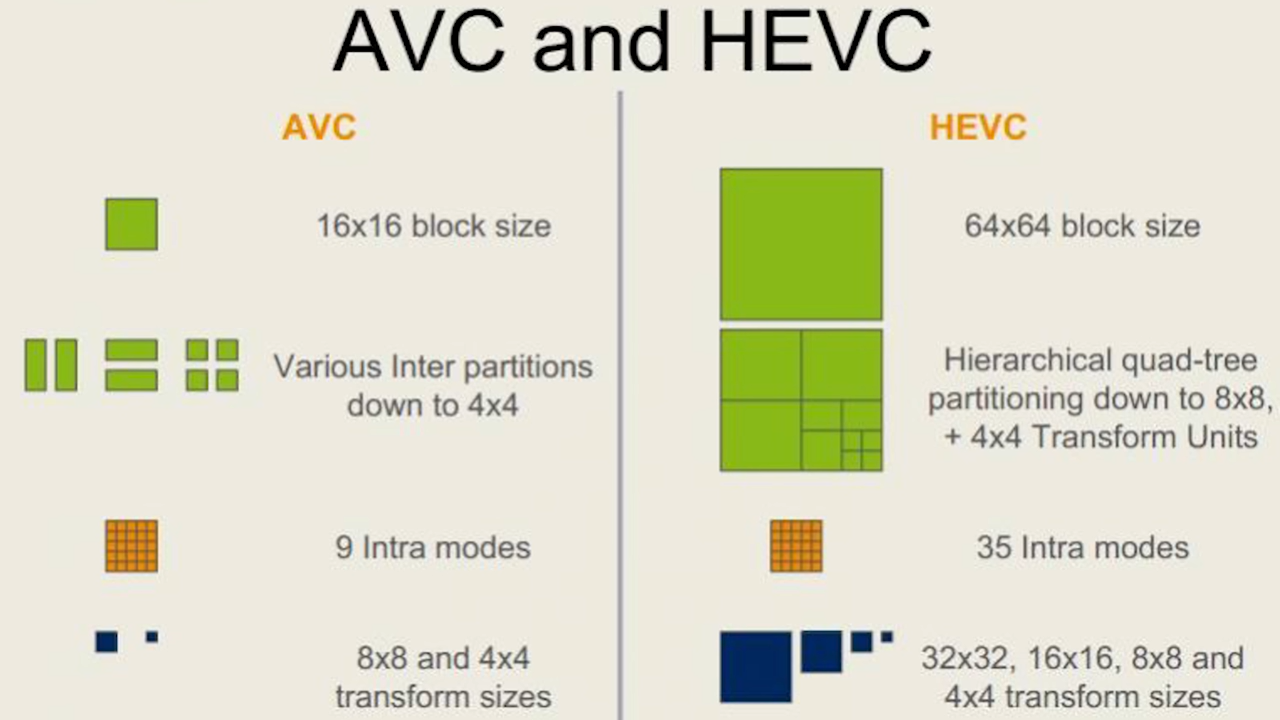 AVC and HEVC
AVC
16x16 block size
Various Inter partitions
down to 4x4
9 Intra modes
8x8 and 4x4
transform sizes
HEVC
64x64 block size
Hierarchical quad-tree
partitioning down to 8x8,
+ 4x4 Transform Units
35 Intra modes
32x32, 16x16, 8x8 and
4x4 transform sizes